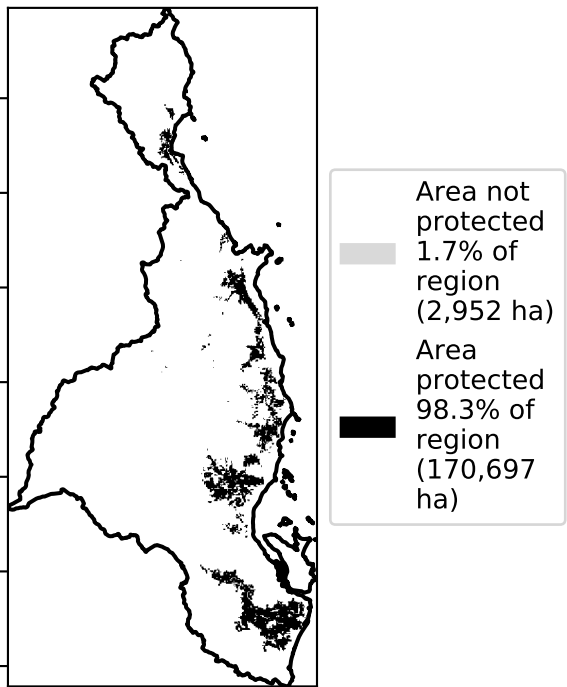 Area not
protected
1.7% of
region
(2,952 ha)
Area
protected
98.3% of
region
(170,697
ha)